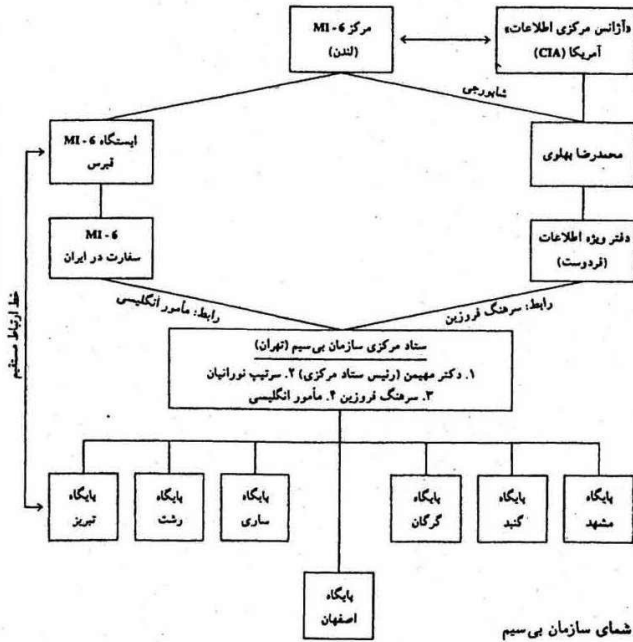 «آژانس مرکزی اطلاعات»
آمریکا (CIA)
مرکز MI - 6
(لندن)
شاپورجی
محمدرضا پهلوی
ایستگاه MI - 6
قبرس
دفتر ویژه اطلاعات
(فردوست)
MI - 6
سفارت در ایران
خط ارتباط مستقیم
رابط: سرهنگ فروزین
رابط: مأمور انگلیسی
ستاد مرکزی سازمان بی‌سیم (تهران)
۱. دکتر مهیمن (رئیس ستاد مرکزی) ۲. سرتیپ نورائیان
۳. سرهنگ فروزین ۴. مأمور انگلیسی
پایگاه
مشهد
پایگاه
گنبد
پایگاه
گرگان
پایگاه
ساری
پایگاه
رشت
پایگاه
تبریز
پایگاه
اصفهان
شمای سازمان بی‌سیم